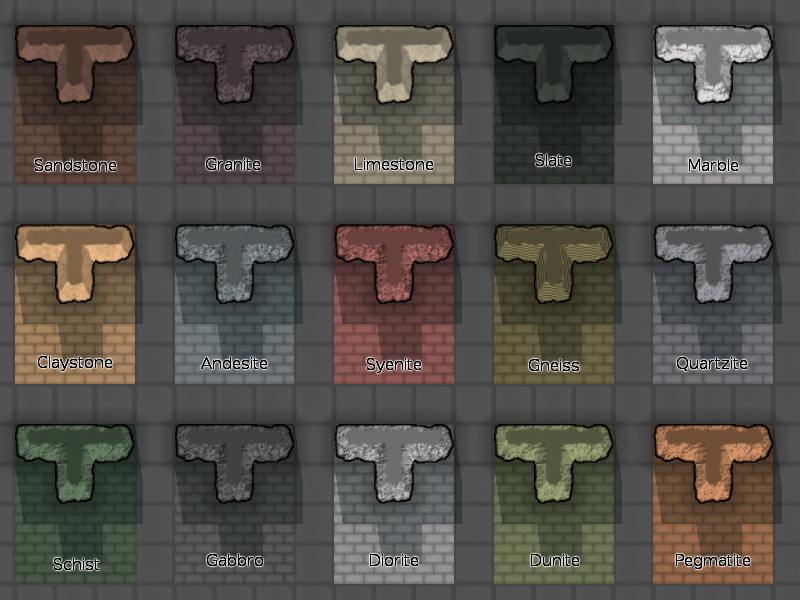 Sandstone
Granite
Limestone
Slate
Marble
Claystone
Andesite
Syenite
Gneiss
Quartzite
Schist
Gabbro
Diorite
Dunite
Pegmatite